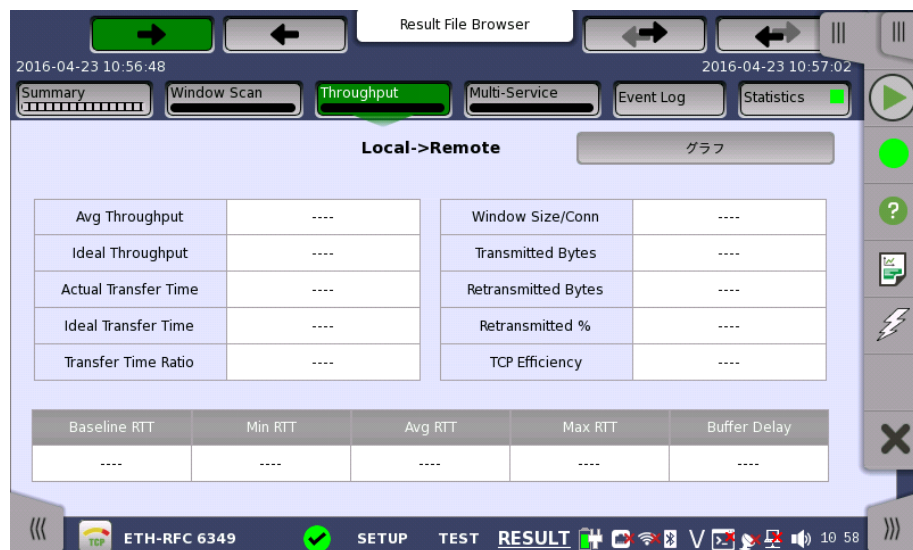 Result File Browser
2016-04-23 10:56:48
2016-04-23 10:57:02
Summary
Window Scan
Throughput
Multi-Service
Event Log
Statistics
Local->Remote
グラフ
Avg Throughput ---- Window Size/Conn ----
Ideal Throughput ---- Transmitted Bytes ----
Actual Transfer Time ---- Retransmitted Bytes ----
Ideal Transfer Time ---- Retransmitted % ----
Transfer Time Ratio ---- TCP Efficiency ----
Baseline RTT Min RTT Avg RTT Max RTT Buffer Delay
---- ---- ---- ---- ----
TCP ETH-RFC 6349 SETUP TEST RESULT V 10 58